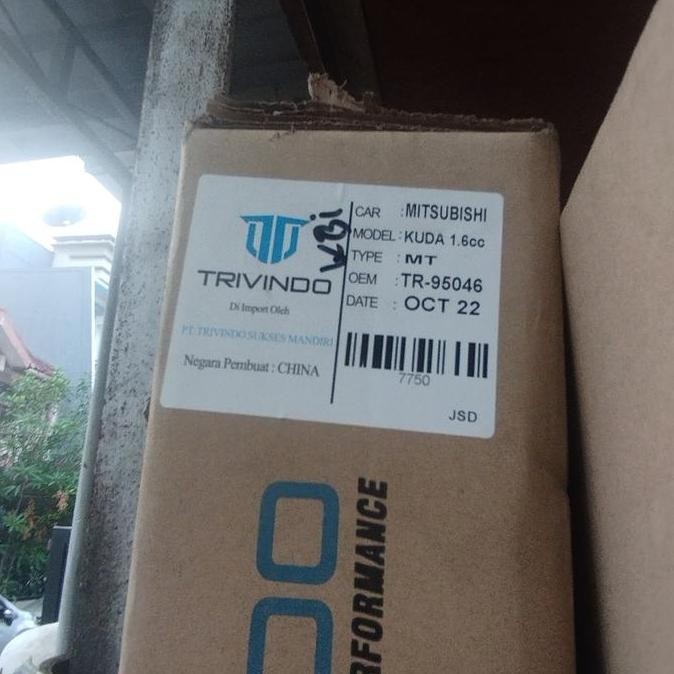 TRIVINDO
Di Import Oleh
PT. TRIVINDO SUKSES MANDIRI
Negara Pembuat : CHINA
CAR : MITSUBISHI
MODEL : KUDA 1.6cc
TYPE : MT
OEM : TR-95046
DATE : OCT 22
7750
JSD